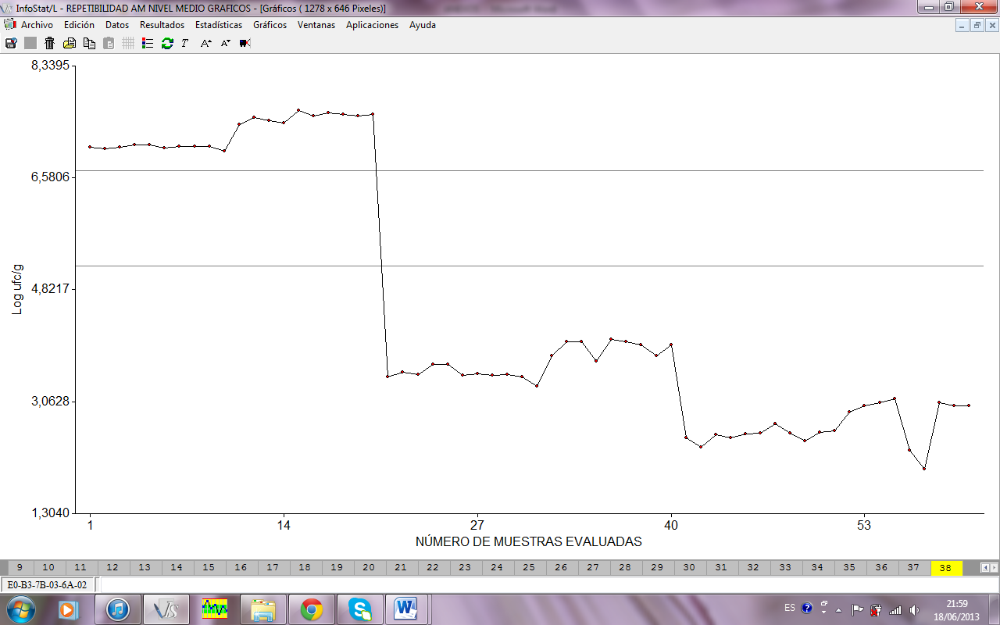 InfoStat/L - REPETIBILIDAD AM NIVEL MEDIO GRAFICOS - [Gráficos ( 1278 x 646 Pixeles)]
Archivo Edición Datos Resultados Estadísticas Gráficos Ventanas Aplicaciones Ayuda
8,3395
6,5806
4,8217
3,0628
1,3040
Log ufc/g
1 14 27 40 53
NÚMERO DE MUESTRAS EVALUADAS
9 10 11 12 13 14 15 16 17 18 19 20 21 22 23 24 25 26 27 28 29 30 31 32 33 34 35 36 37 38
E0-B3-7B-03-6A-02
ES 21:59
18/06/2013